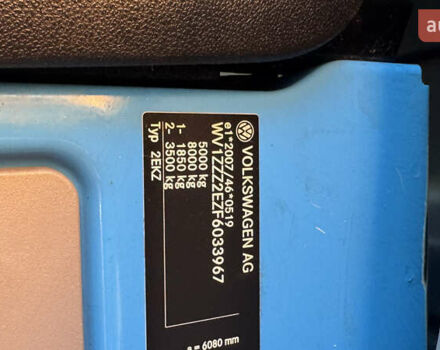 VOLKSWAGEN AG
e1*2007/46*0519
WV1ZZZ2EZF6033967
5000 kg
8000 kg
1- 1850 kg
2- 3500 kg
Typ 2EKZ
= 6080 mm